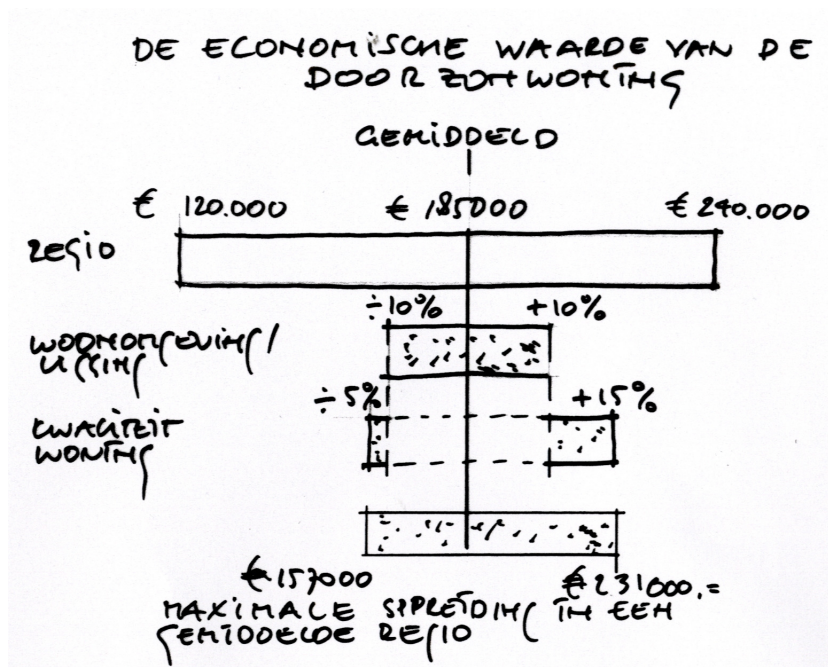 DE ECONOMISCHE WAARDE VAN DE
DOORZONWONING
GEMIDDELD
€ 120.000 € 185000 € 240.000
REGIO
÷10% +10%
WOONOMGEVING/
LIGGING
÷5% +15%
KWALITEIT
WONING
€157000 €231000.=
MAXIMALE SPREIDING IN EEN
GEMIDDELDE REGIO